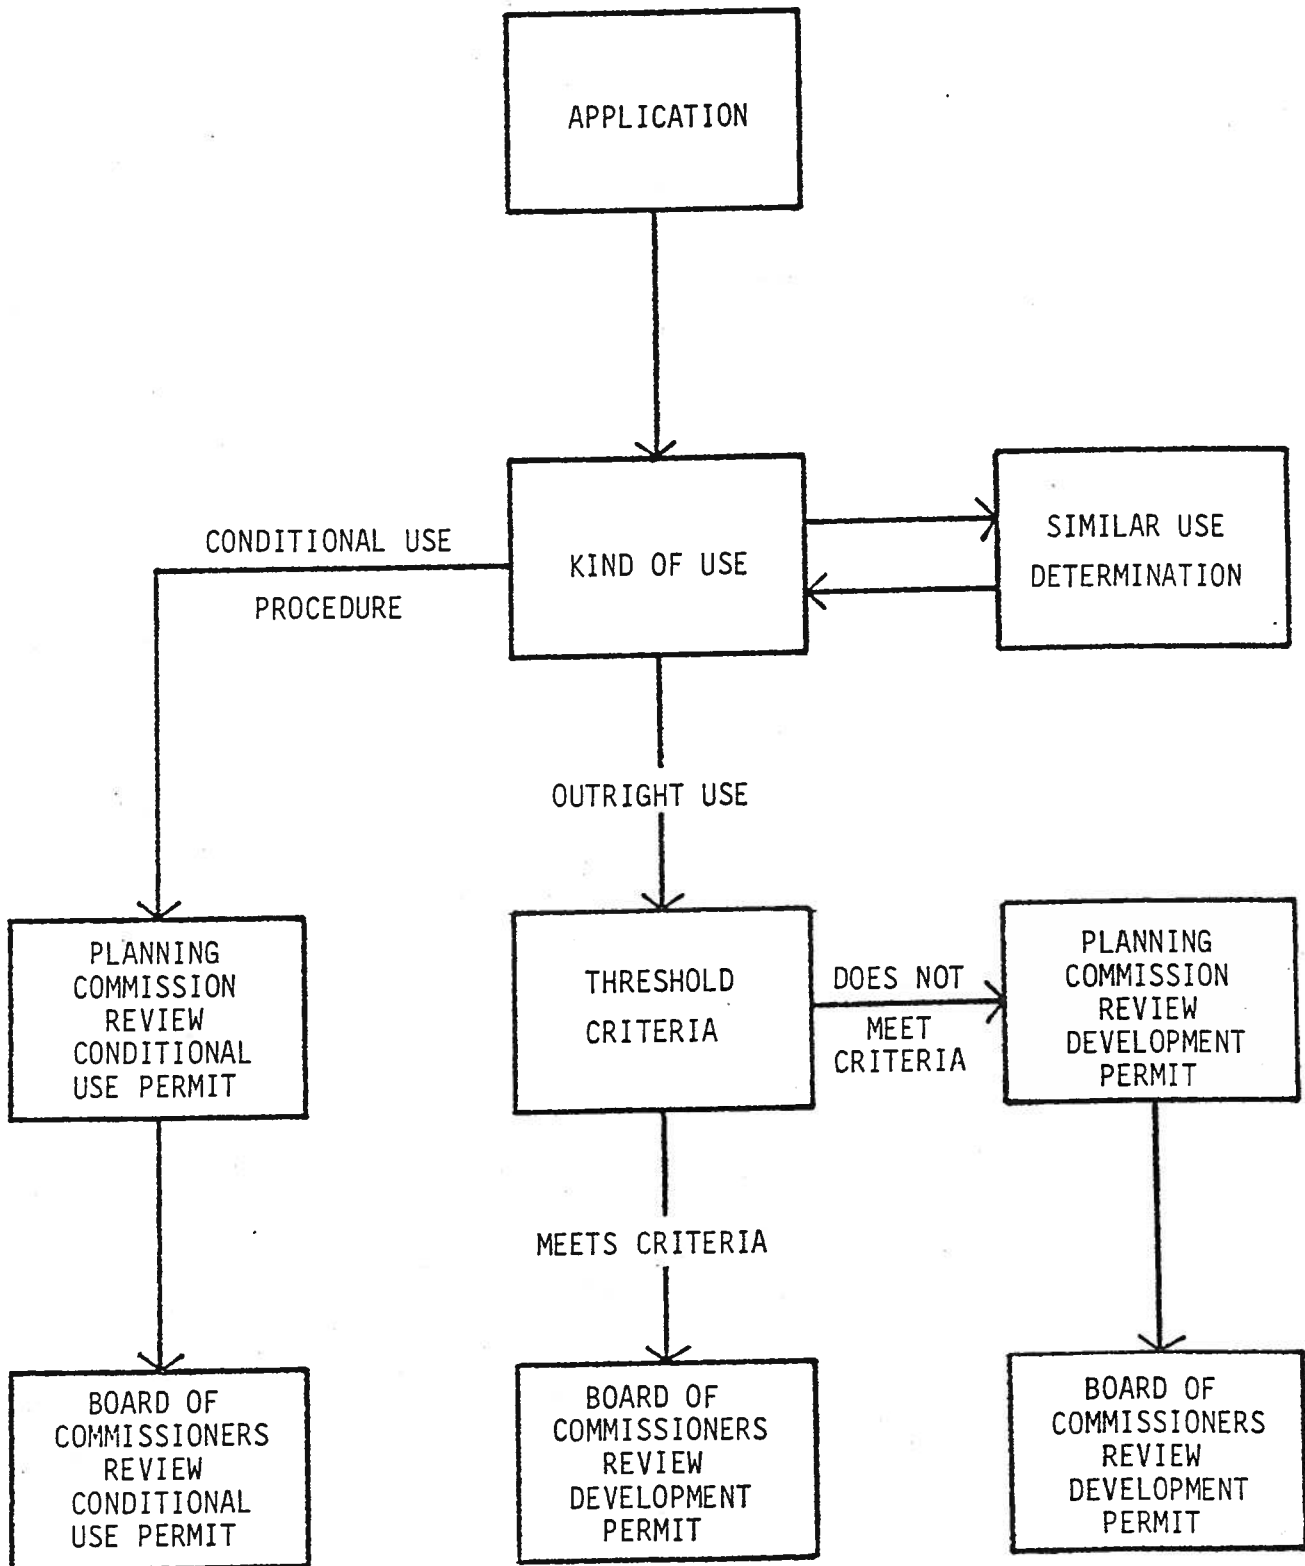 APPLICATION
KIND OF USE
SIMILAR USE
DETERMINATION
CONDITIONAL USE
PROCEDURE
OUTRIGHT USE
PLANNING
COMMISSION
REVIEW
CONDITIONAL
USE PERMIT
THRESHOLD
CRITERIA
DOES NOT
MEET
CRITERIA
PLANNING
COMMISSION
REVIEW
DEVELOPMENT
PERMIT
MEETS CRITERIA
BOARD OF
COMMISSIONERS
REVIEW
CONDITIONAL
USE PERMIT
BOARD OF
COMMISSIONERS
REVIEW
DEVELOPMENT
PERMIT
BOARD OF
COMMISSIONERS
REVIEW
DEVELOPMENT
PERMIT